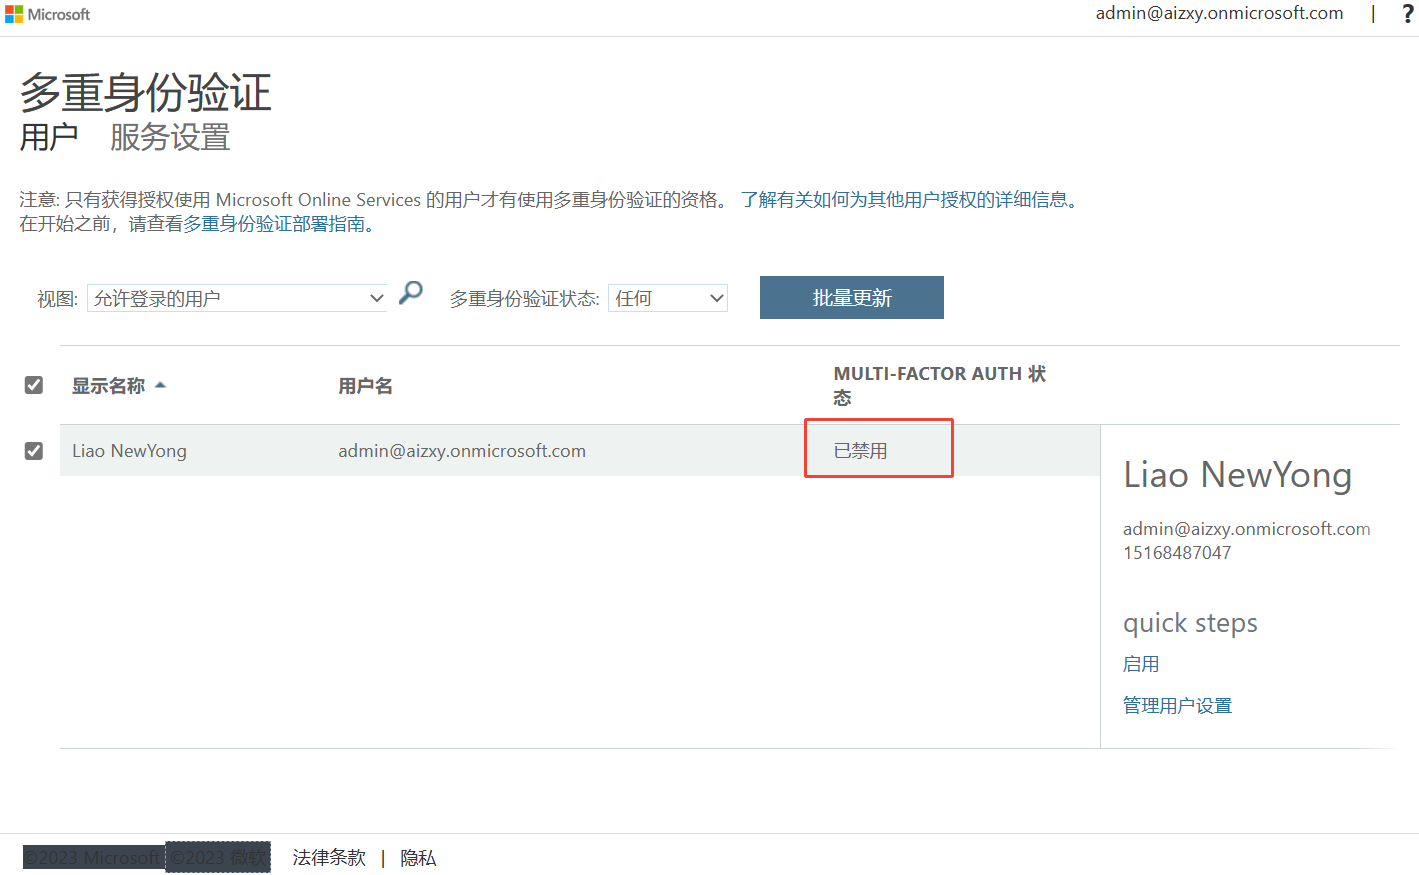 Microsoft
admin@aizxy.onmicrosoft.com | ?
多重身份验证
用户 服务设置
注意: 只有获得授权使用 Microsoft Online Services 的用户才有使用多重身份验证的资格。 了解有关如何为其他用户授权的详细信息。
在开始之前，请查看多重身份验证部署指南。
视图: 允许登录的用户 多重身份验证状态: 任何 批量更新
显示名称 用户名 MULTI-FACTOR AUTH 状
态
Liao NewYong admin@aizxy.onmicrosoft.com 已禁用
Liao NewYong
admin@aizxy.onmicrosoft.com
15168487047
quick steps
启用
管理用户设置
©2023 Microsoft ©2023 微软 法律条款 | 隐私